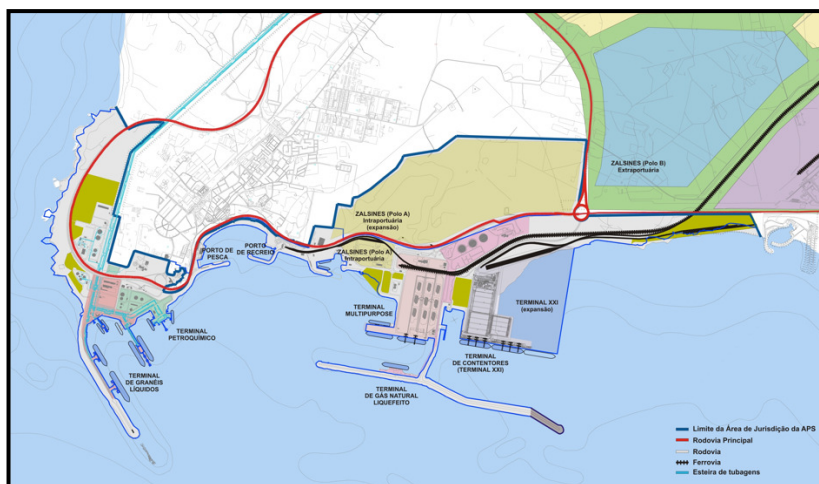 ZALSINES (Polo B)
Extraportuária
ZALSINES (Polo A)
Intraportuária
(expansão)
PORTO DE
PESCA
PORTO
DE RECREIO
ZALSINES (Polo A)
Intraportuária
TERMINAL
MULTIPURPOSE
TERMINAL XXI
(expansão)
TERMINAL
PETROQUÍMICO
TERMINAL
DE GRANÉIS
LÍQUIDOS
TERMINAL
DE CONTENTORES
(TERMINAL XXI)
TERMINAL
DE GÁS NATURAL
LIQUEFEITO
Limite da Área de Jurisdição da APS
Rodovia Principal
Rodovia
Ferrovia
Esteira de tubagens